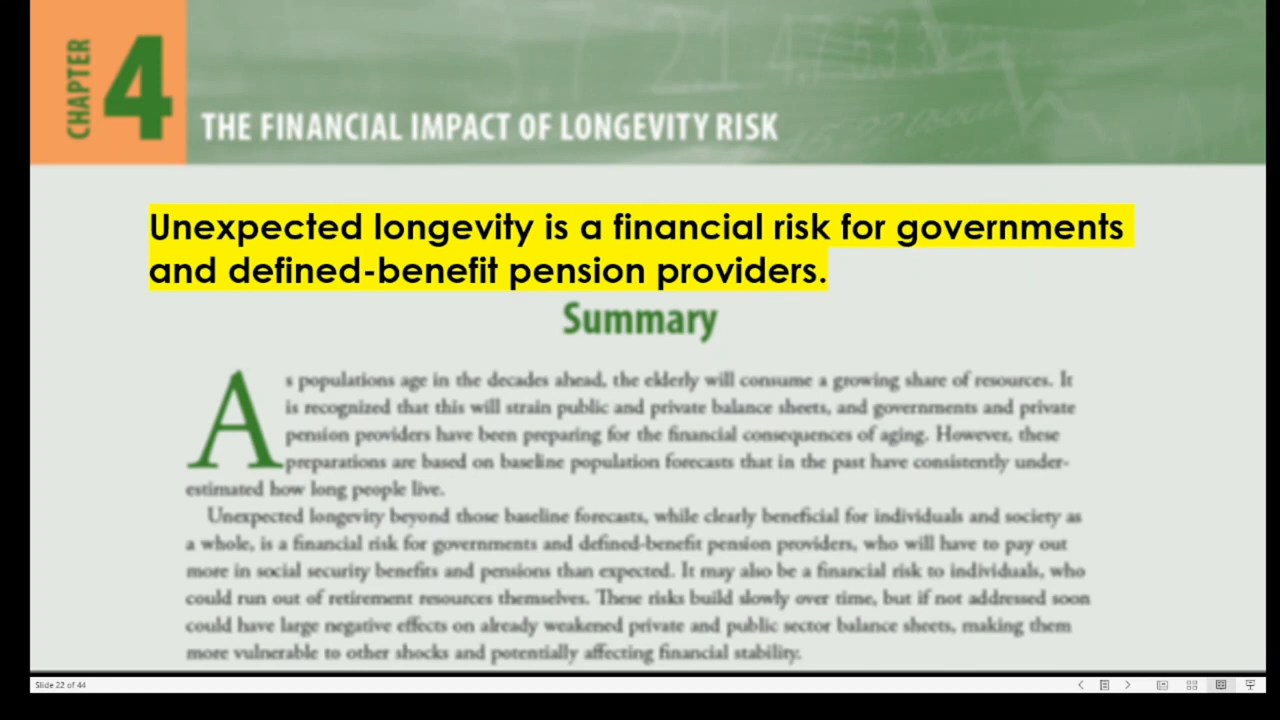 CHAPTER 4
THE FINANCIAL IMPACT OF LONGEVITY RISK
Unexpected longevity is a financial risk for governments
and defined-benefit pension providers.
Summary
As populations age in the decades ahead, the elderly will consume a growing share of resources. It
is recognized that this will strain public and private balance sheets, and governments and private
pension providers have been preparing for the financial consequences of aging. However, these
preparations are based on baseline population forecasts that in the past have consistently under-
estimated how long people live.
Unexpected longevity beyond those baseline forecasts, while clearly beneficial for individuals and society as
a whole, is a financial risk for governments and defined-benefit pension providers, who will have to pay out
more in social security benefits and pensions than expected. It may also be a financial risk to individuals, who
could run out of retirement resources themselves. These risks build slowly over time, but if not addressed soon
could have large negative effects on already weakened private and public sector balance sheets, making them
more vulnerable to other shocks and potentially affecting financial stability.
Slide 22 of 44